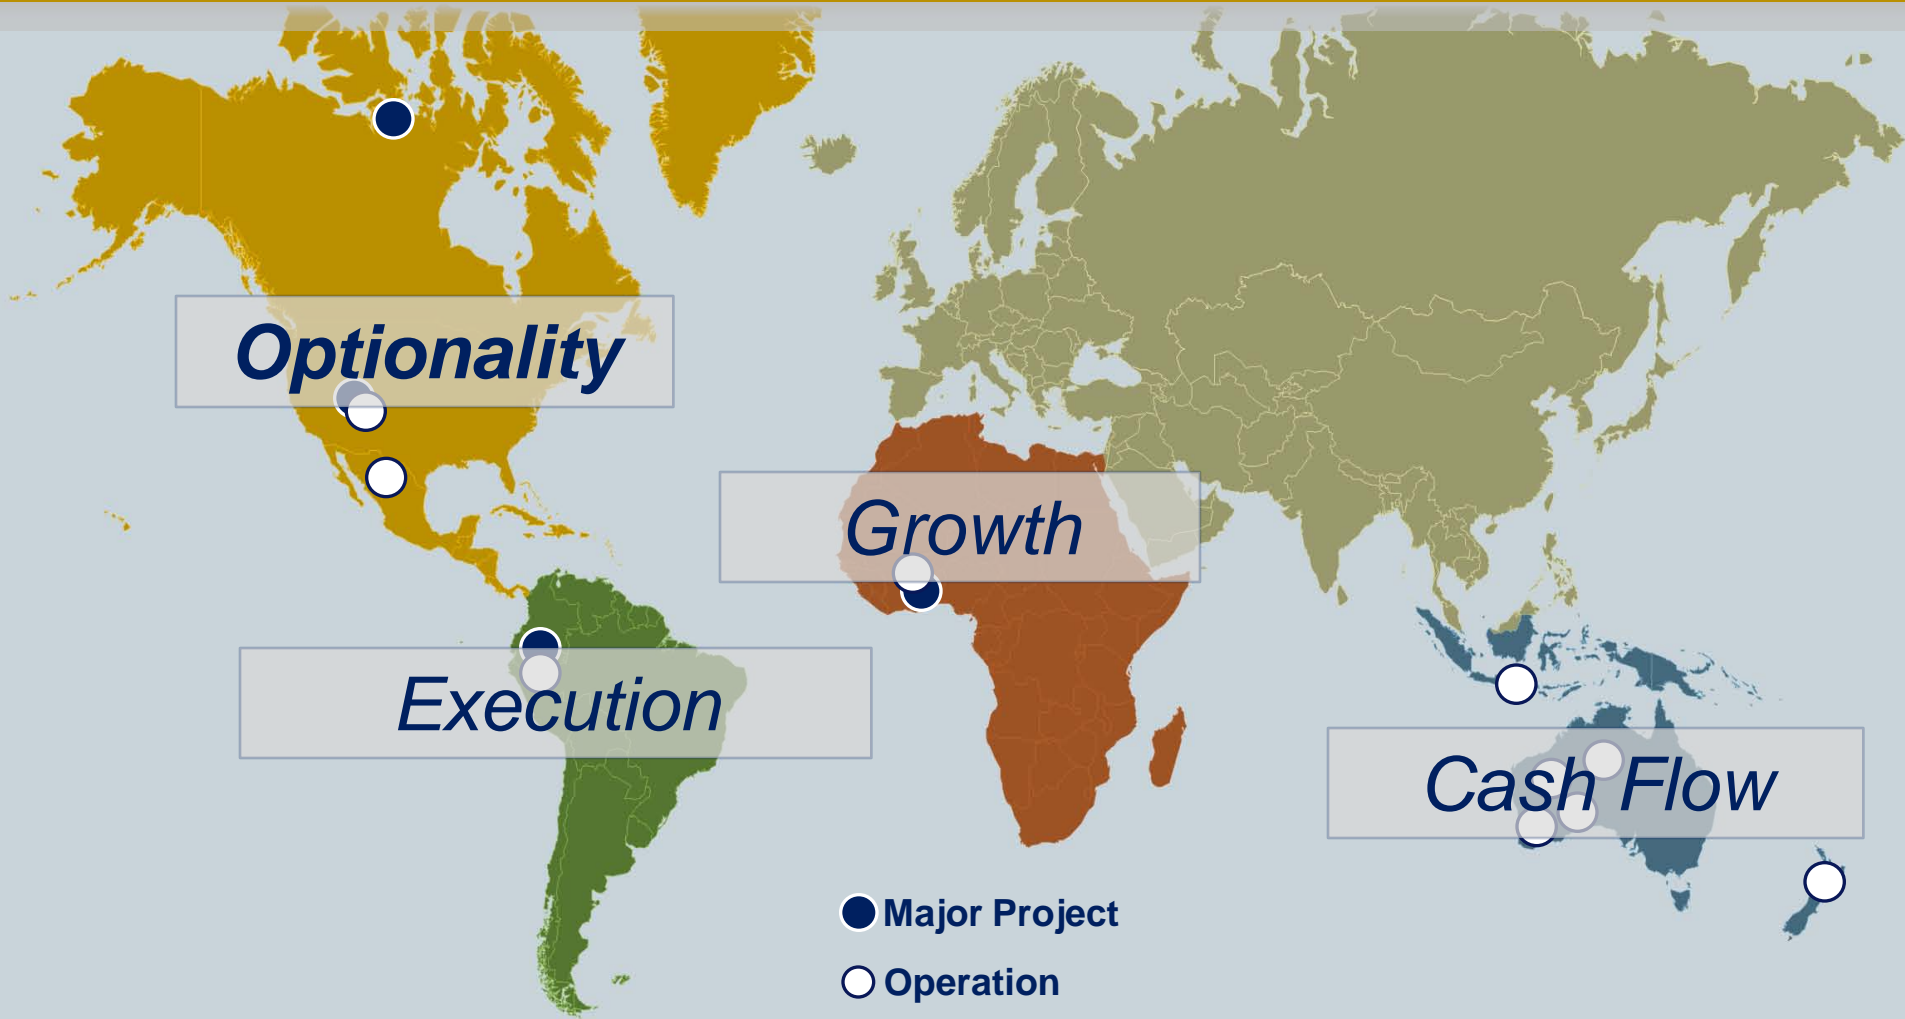 Optionality
Growth
Execution
Cash Flow
Major Project
Operation